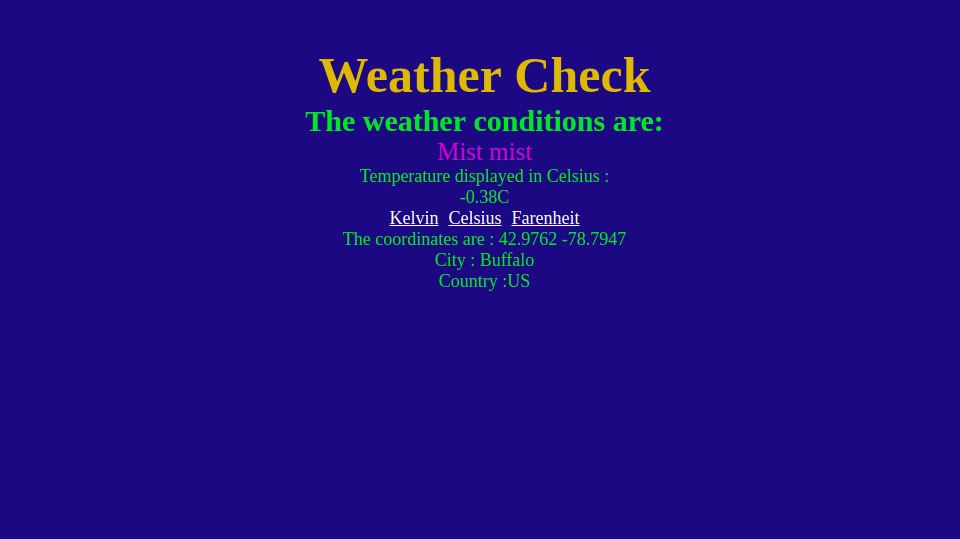 Weather Check
The weather conditions are:
Mist mist
Temperature displayed in Celsius :
-0.38C
Kelvin Celsius Farenheit
The coordinates are : 42.9762 -78.7947
City : Buffalo
Country :US